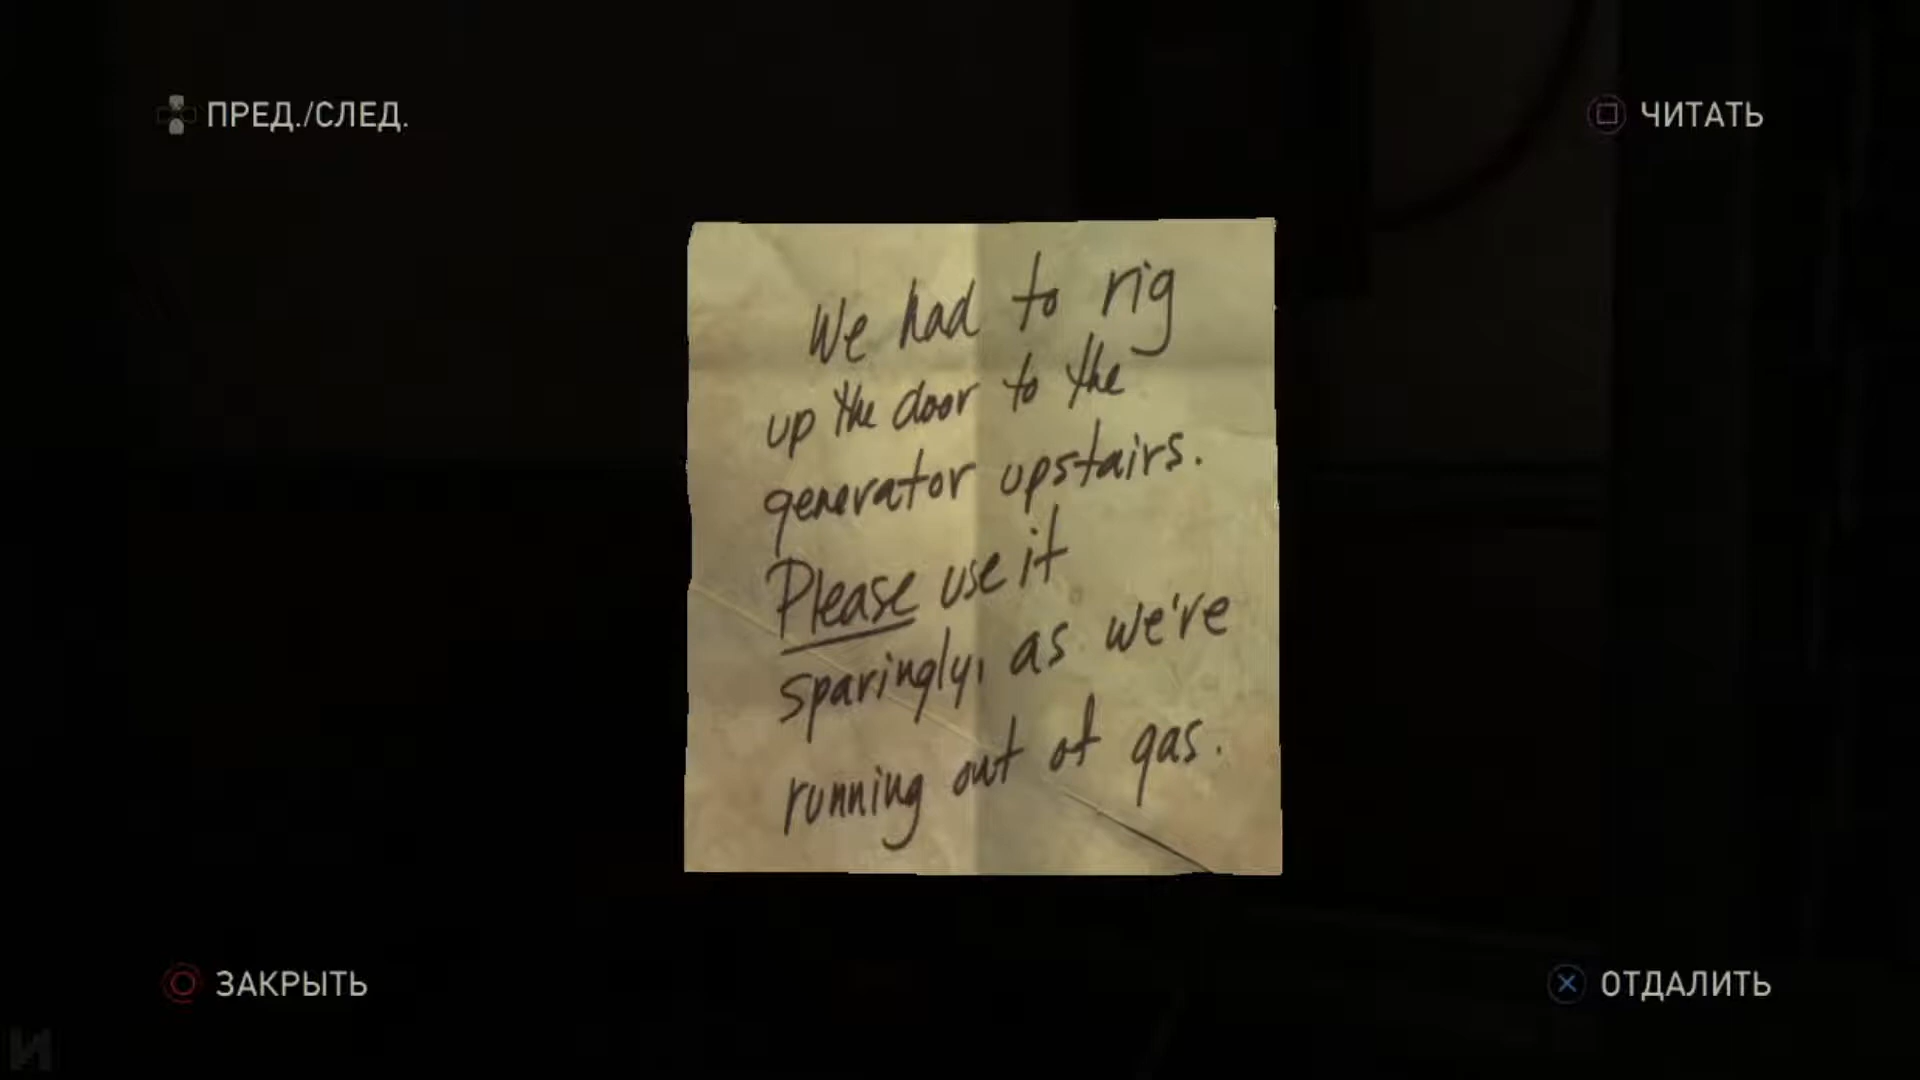 ПРЕД./СЛЕД.
ЧИТАТЬ
We had to rig
up the door to the
generator upstairs.
Please use it
sparingly, as we're
running out of gas.
ЗАКРЫТЬ
ОТДАЛИТЬ
И